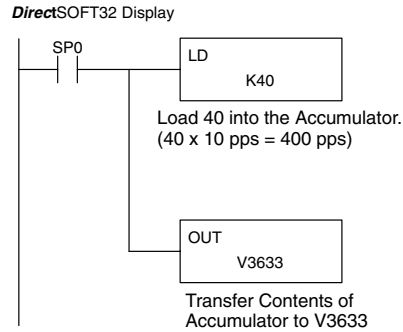 DirectSOFT32 Display
SP0
LD
K40
Load 40 into the Accumulator.
(40 x 10 pps = 400 pps)
OUT
V3633
Transfer Contents of
Accumulator to V3633